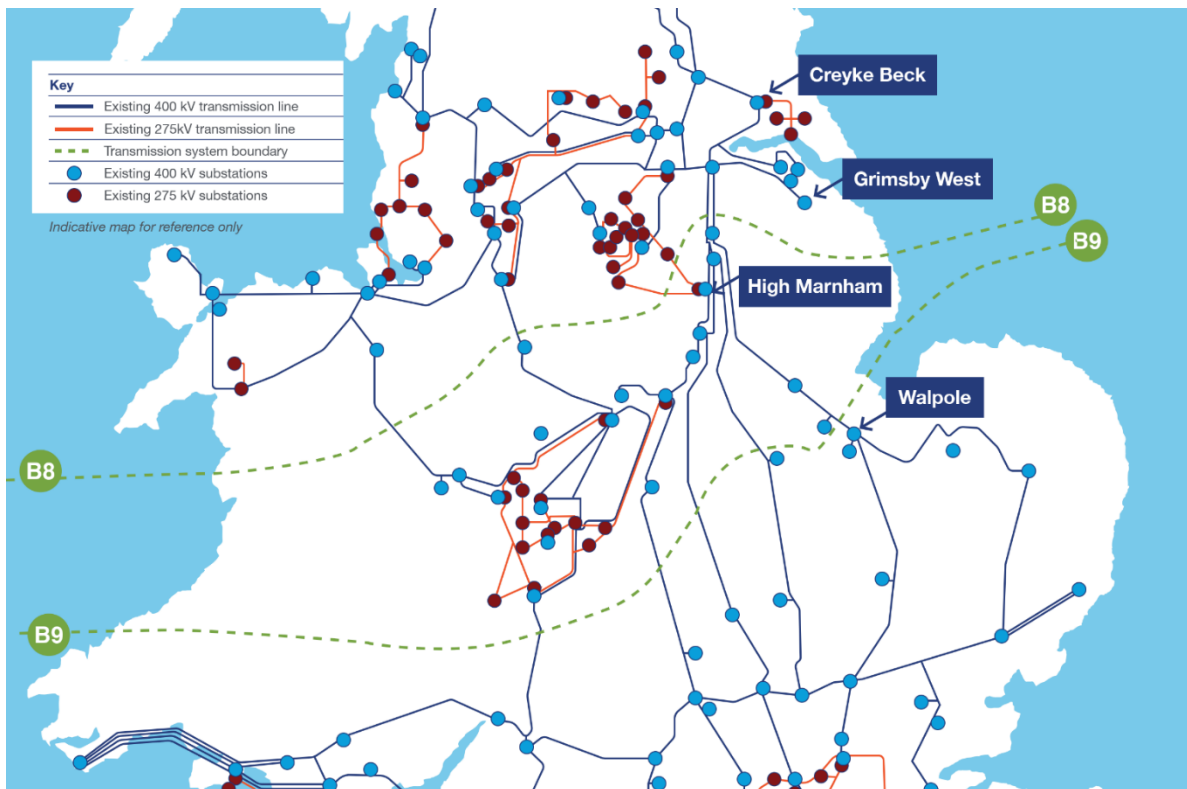 Key
Existing 400 kV transmission line
Existing 275kV transmission line
Transmission system boundary
Existing 400 kV substations
Existing 275 kV substations
Indicative map for reference only
Creyke Beck
Grimsby West
B8
B9
High Marnham
Walpole
B8
B9